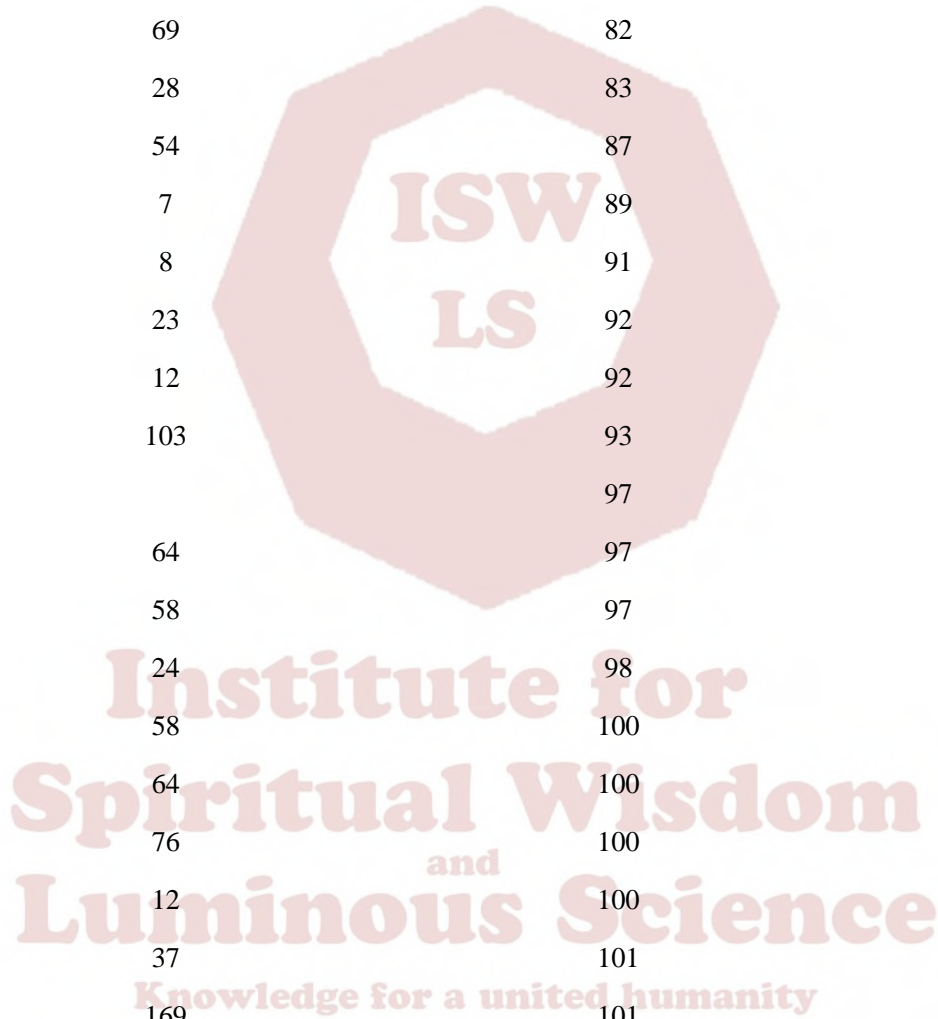 69 82
28 83
54 87
7 89
8 91
23 92
12 92
103 93
97
64 97
58 97
24 98
58 100
64 100
76 100
12 100
37 101
169 101
ISW
LS
Institute for
Spiritual Wisdom
and
Luminous Science
Knowledge for a united humanity